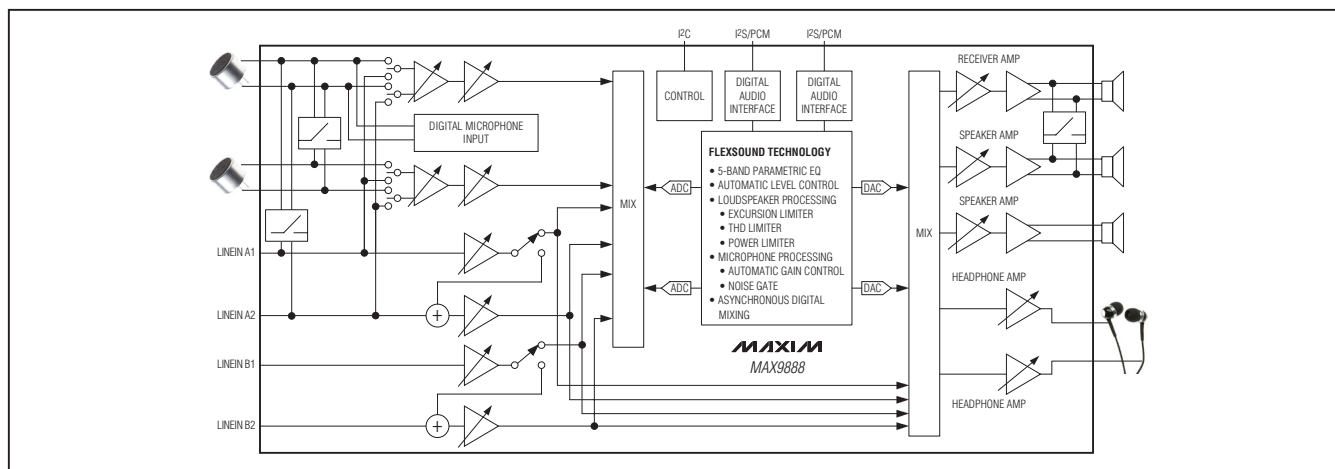 I²C
I²S/PCM
I²S/PCM
CONTROL
DIGITAL
AUDIO
INTERFACE
DIGITAL
AUDIO
INTERFACE
DIGITAL MICROPHONE
INPUT
LINEIN A1
LINEIN A2
LINEIN B1
LINEIN B2
+
+
MIX
ADC
ADC
FLEXSOUND TECHNOLOGY
• 5-BAND PARAMETRIC EQ
• AUTOMATIC LEVEL CONTROL
• LOUDSPEAKER PROCESSING
• EXCURSION LIMITER
• THD LIMITER
• POWER LIMITER
• MICROPHONE PROCESSING
• AUTOMATIC GAIN CONTROL
• NOISE GATE
• ASYNCHRONOUS DIGITAL
MIXING
MAXIM
MAX9888
DAC
DAC
MIX
RECEIVER AMP
SPEAKER AMP
SPEAKER AMP
HEADPHONE AMP
HEADPHONE AMP